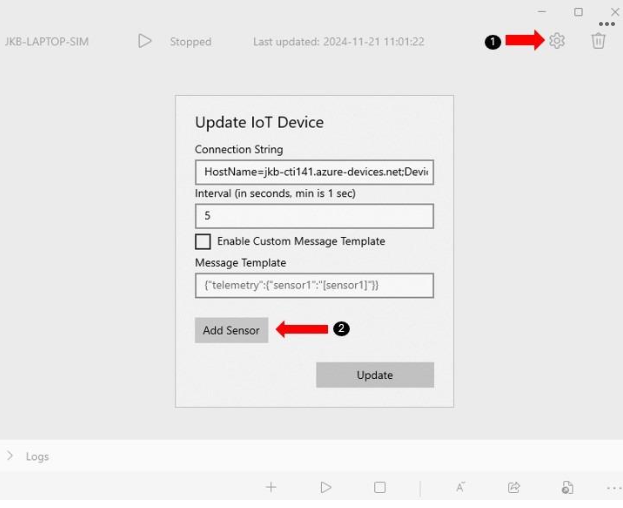 JKB-LAPTOP-SIM Stopped Last updated: 2024-11-21 11:01:22 1
Update IoT Device
Connection String
HostName=jkb-cti141.azure-devices.net;Devi
Interval (in seconds, min is 1 sec)
5
Enable Custom Message Template
Message Template
{"telemetry":{"sensor1":"[sensor1]"}}
Add Sensor 2
Update
Logs